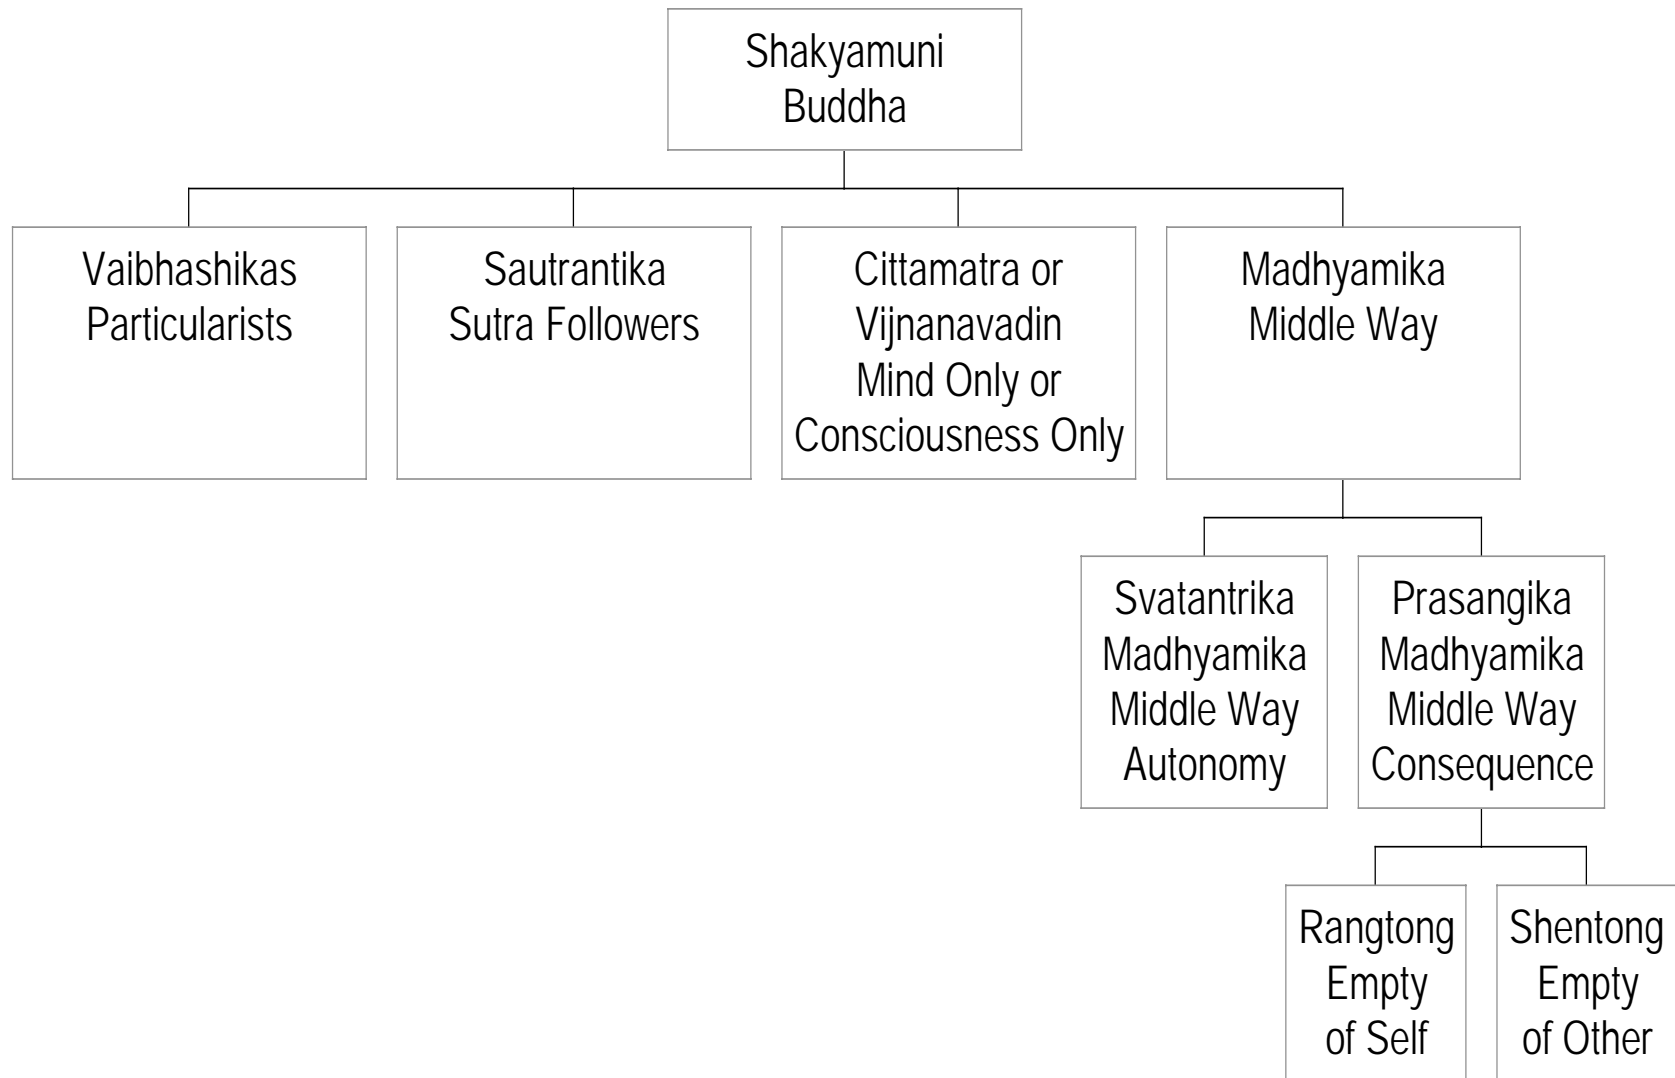 Shakyamuni
Buddha
Vaibhashikas
Particularists
Sautrantika
Sutra Followers
Cittamatra or
Vijnanavadin
Mind Only or
Consciousness Only
Madhyamika
Middle Way
Svatantrika
Madhyamika
Middle Way
Autonomy
Prasangika
Madhyamika
Middle Way
Consequence
Rangtong
Empty
of Self
Shentong
Empty
of Other